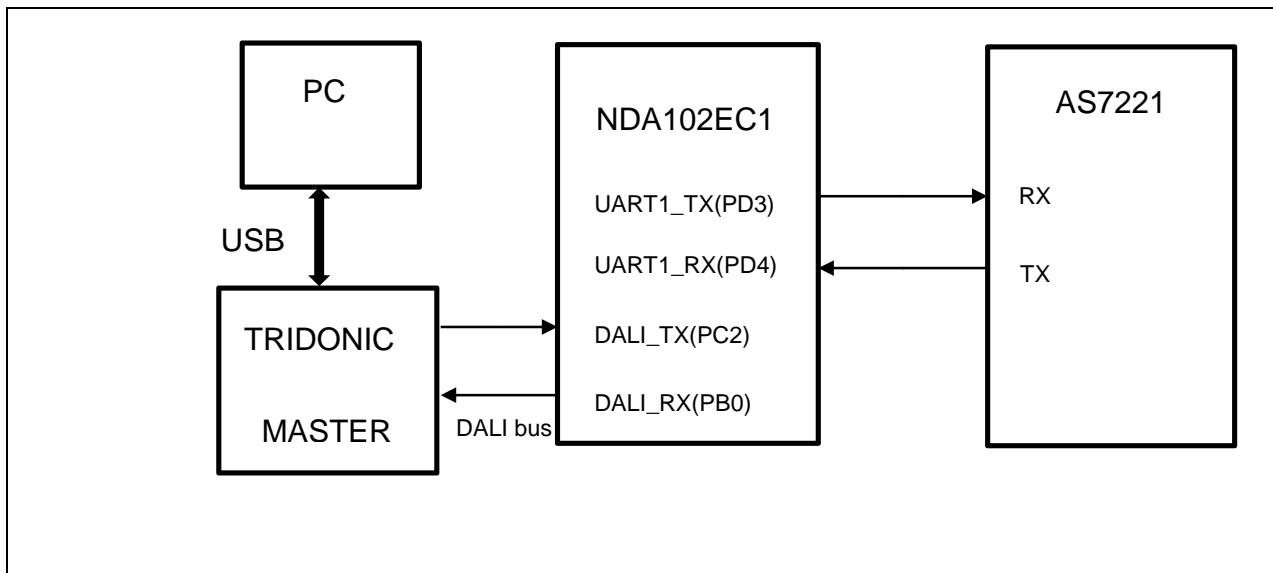 PC
USB
TRIDONIC
MASTER
DALI bus
NDA102EC1
UART1_TX(PD3)
UART1_RX(PD4)
DALI_TX(PC2)
DALI_RX(PB0)
AS7221
RX
TX